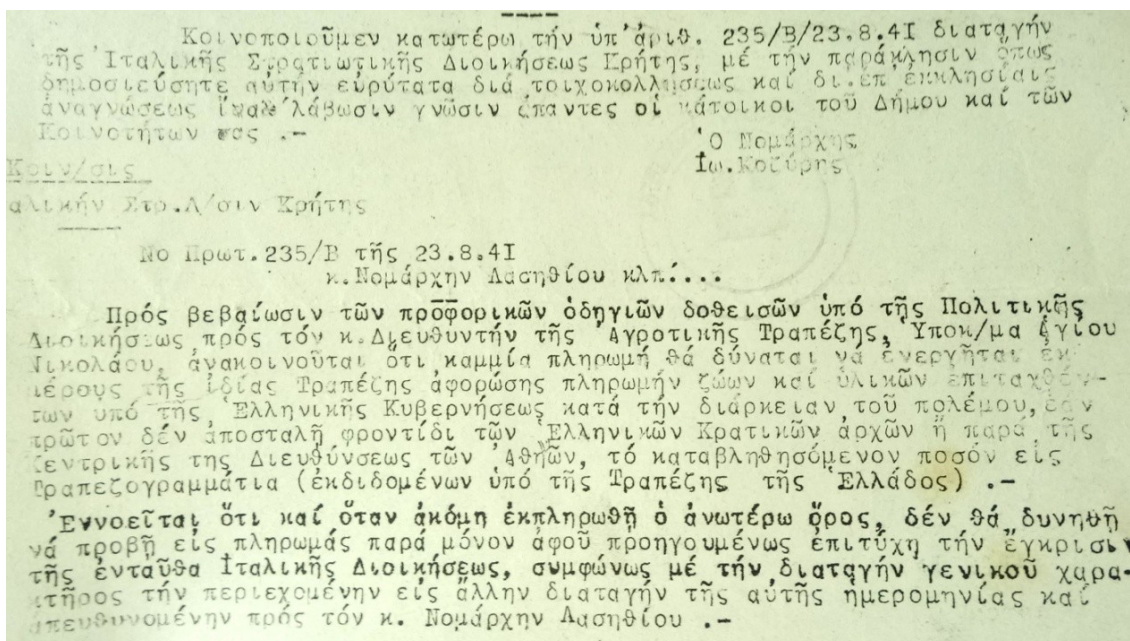 Κοινοποιοῦμεν κατωτέρω τήν ὑπ'ἀριθ. 235/Β/23.8.4Ι διαταγήν
τῆς Ἰταλικῆς Στρατιωτικῆς Διοικήσεως Κρήτης, μέ τήν παράκλησιν ὅπως
δημοσιεύσητε αὐτήν εὐρύτατα διά τοιχοκολλήσεως καί δι.ἐπ ἐκκλησίαις
ἀναγνώσεως ἵνα λάβωσιν γνῶσιν ἅπαντες οἱ κάτοικοι τοῦ Δήμου καί τῶν
Κοινοτήτων σας .-
Ὁ Νομάρχης
Ἰω.Κοζύρης
Κοιν/σις
αλικήν Στρ.Δ/σιν Κρήτης
Νο Πρωτ.235/Β τῆς 23.8.4Ι
κ.Νομάρχην Λασηθίου κλπ....
Πρός βεβαίωσιν τῶν προφορικῶν ὁδηγιῶν δοθεισῶν ὑπό τῆς Πολιτικῆς
Διοικήσεως πρός τόν κ.Διευθυντήν τῆς Ἀγροτικῆς Τραπέζης, Ὑποκ/μα Ἁγίου
Νικολάου, ἀνακοινοῦται ὅτι καμμία πληρωμή θά δύναται νά ἐνεργῆται ἐκ
μέρους τῆς ἰδίας Τραπέζης ἀφορώσης πληρωμήν ζώων καί ὑλικῶν ἐπιταχθέν-
των ὑπό τῆς Ἑλληνικῆς Κυβερνήσεως κατά τήν διάρκειαν τοῦ πολέμου, ἐάν
πρῶτον δέν ἀποσταλῆ φροντίδι τῶν Ἑλληνικῶν Κρατικῶν ἀρχῶν ἤ παρά τῆς
Κεντρικῆς της Διευθύνσεως τῶν Ἀθηῶν, τό καταβληθησόμενον ποσόν εἰς
Τραπεζογραμμάτια (ἐκδιδομένων ὑπό τῆς Τραπέζης τῆς Ἑλλάδος) .-
Ἐννοεῖται ὅτι καί ὅταν ἀκόμη ἐκπληρωθῆ ὁ ἀνωτέρω ὅρος, δέν θά δυνηθῆ
νά προβῆ εἰς πληρωμάς παρά μόνον ἀφοῦ προηγουμένως ἐπιτύχη τήν ἔγκρισιν
τῆς ἐνταῦθα Ἰταλικῆς Διοικήσεως, συμφώνως μέ τήν διαταγήν γενικοῦ χαρα-
κτῆρος τήν περιεχομένην εἰς ἄλλην διαταγήν τῆς αὐτῆς ημερομηνίας καί
ἀπευθυνομένην πρός τόν κ. Νομάρχην Λασηθίου .-